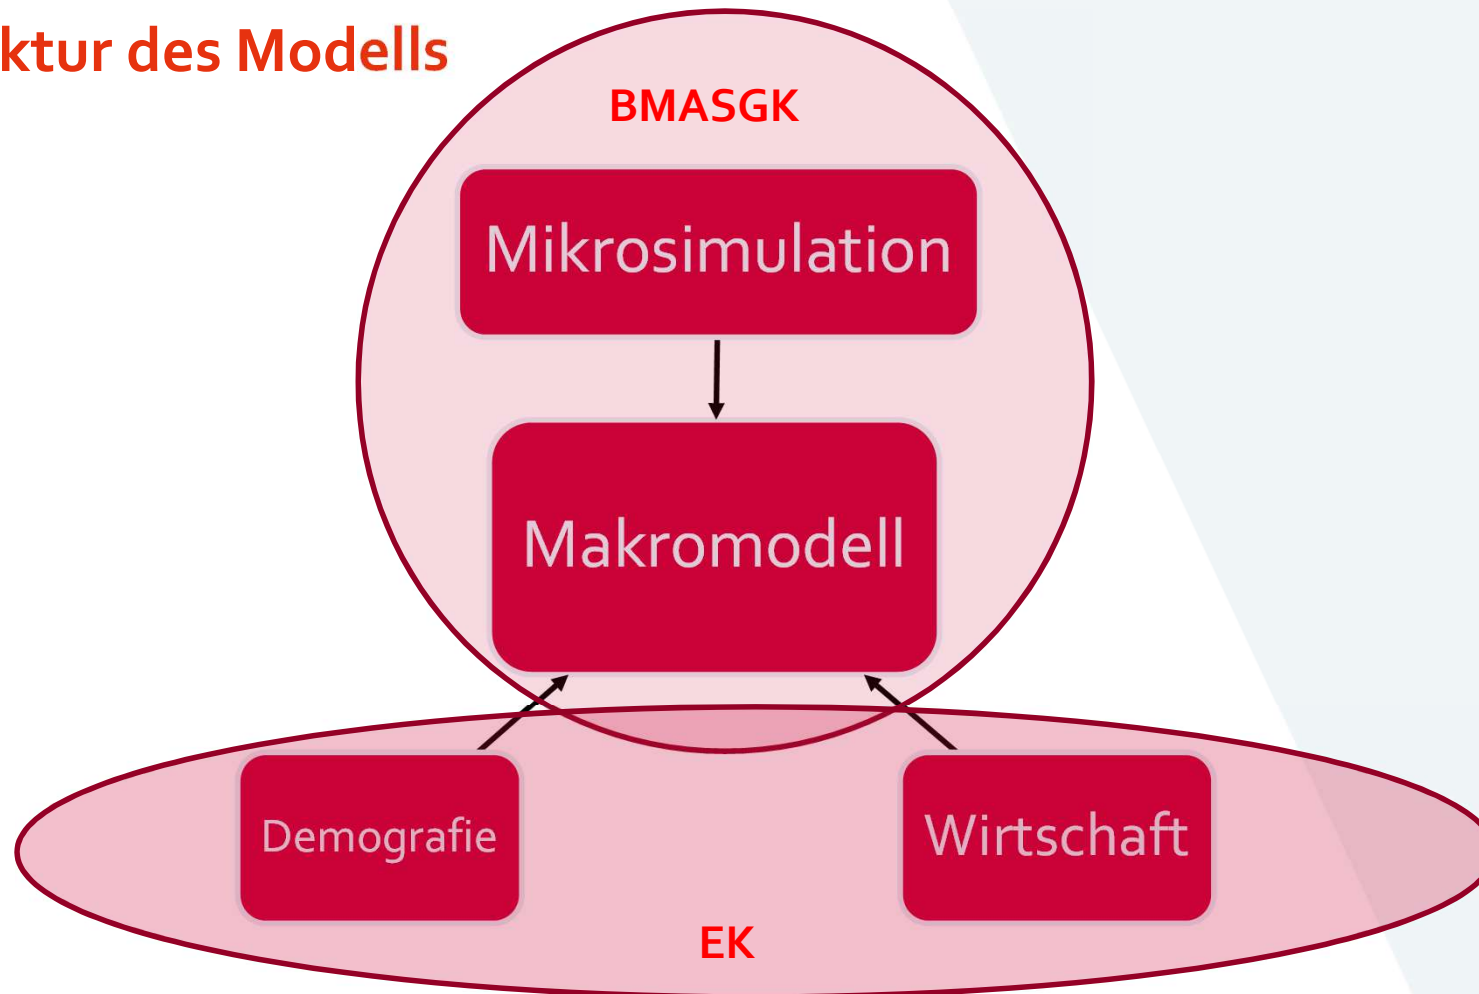 ktur des Modells
BMASGK
Mikrosimulation
Makromodell
Demografie
Wirtschaft
EK